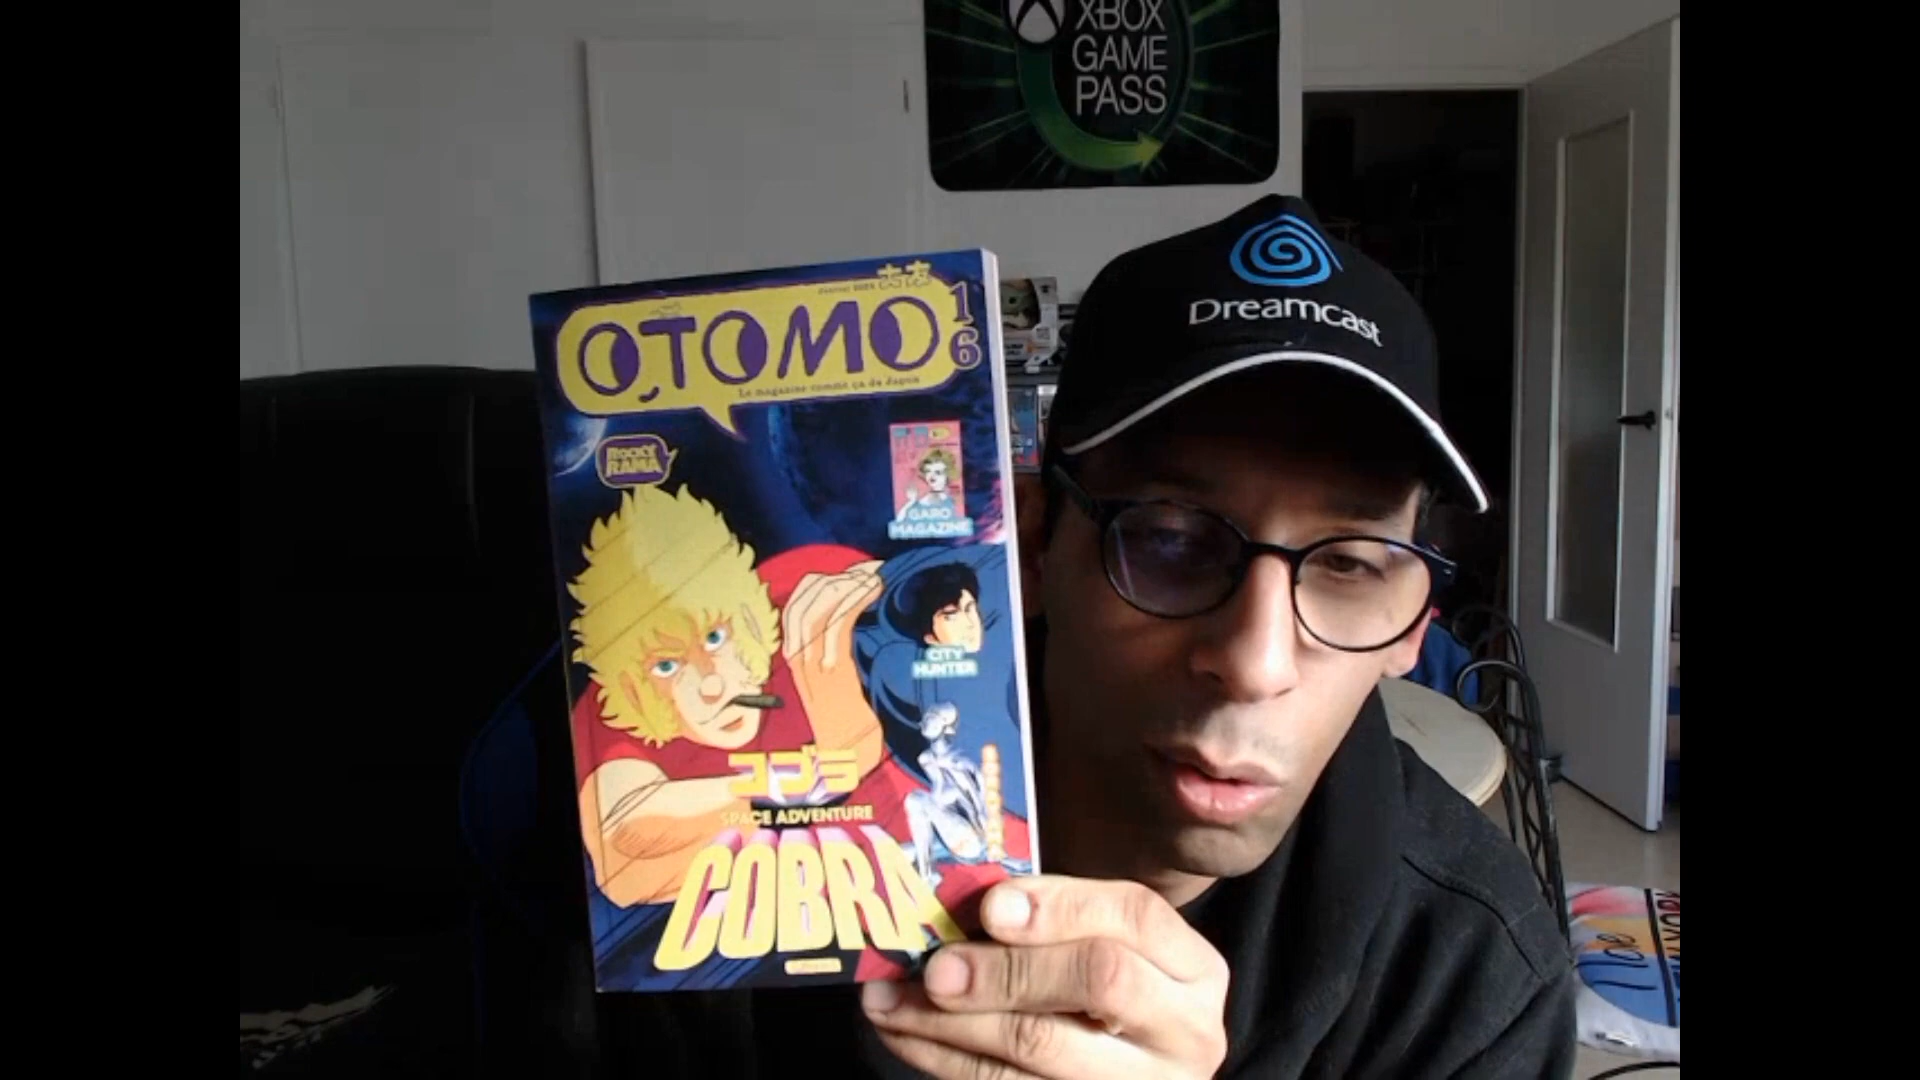 XBOX
GAME
PASS
Dreamcast
16
OTOMO
Le magazine comme ça du Japon
ROCKY
RAMA
GARO
MAGAZINE
CITY
HUNTER
コブラ
SPACE ADVENTURE
COBRA